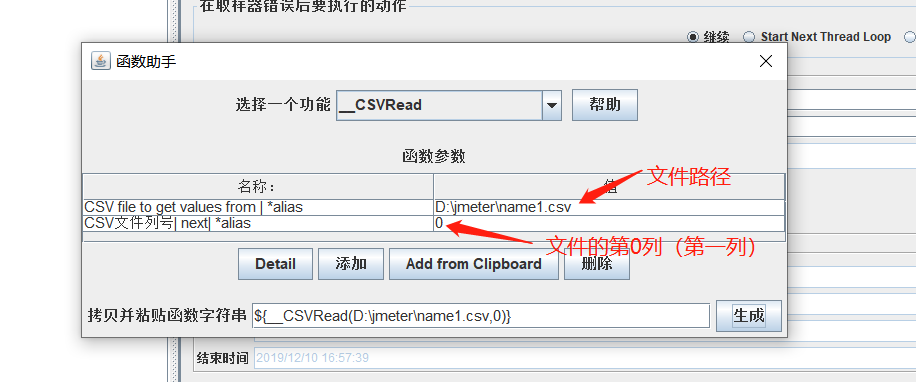 在取样器错误后要执行的动作
继续 Start Next Thread Loop
函数助手
选择一个功能 __CSVRead 帮助
函数参数
名称: 值
CSV file to get values from | *alias D:\jmeter\name1.csv
文件路径
CSV文件列号| next| *alias 0
文件的第0列（第一列）
Detail 添加 Add from Clipboard 删除
拷贝并粘贴函数字符串 ${__CSVRead(D:\jmeter\name1.csv,0)} 生成
结束时间 2019/12/10 16:57:39